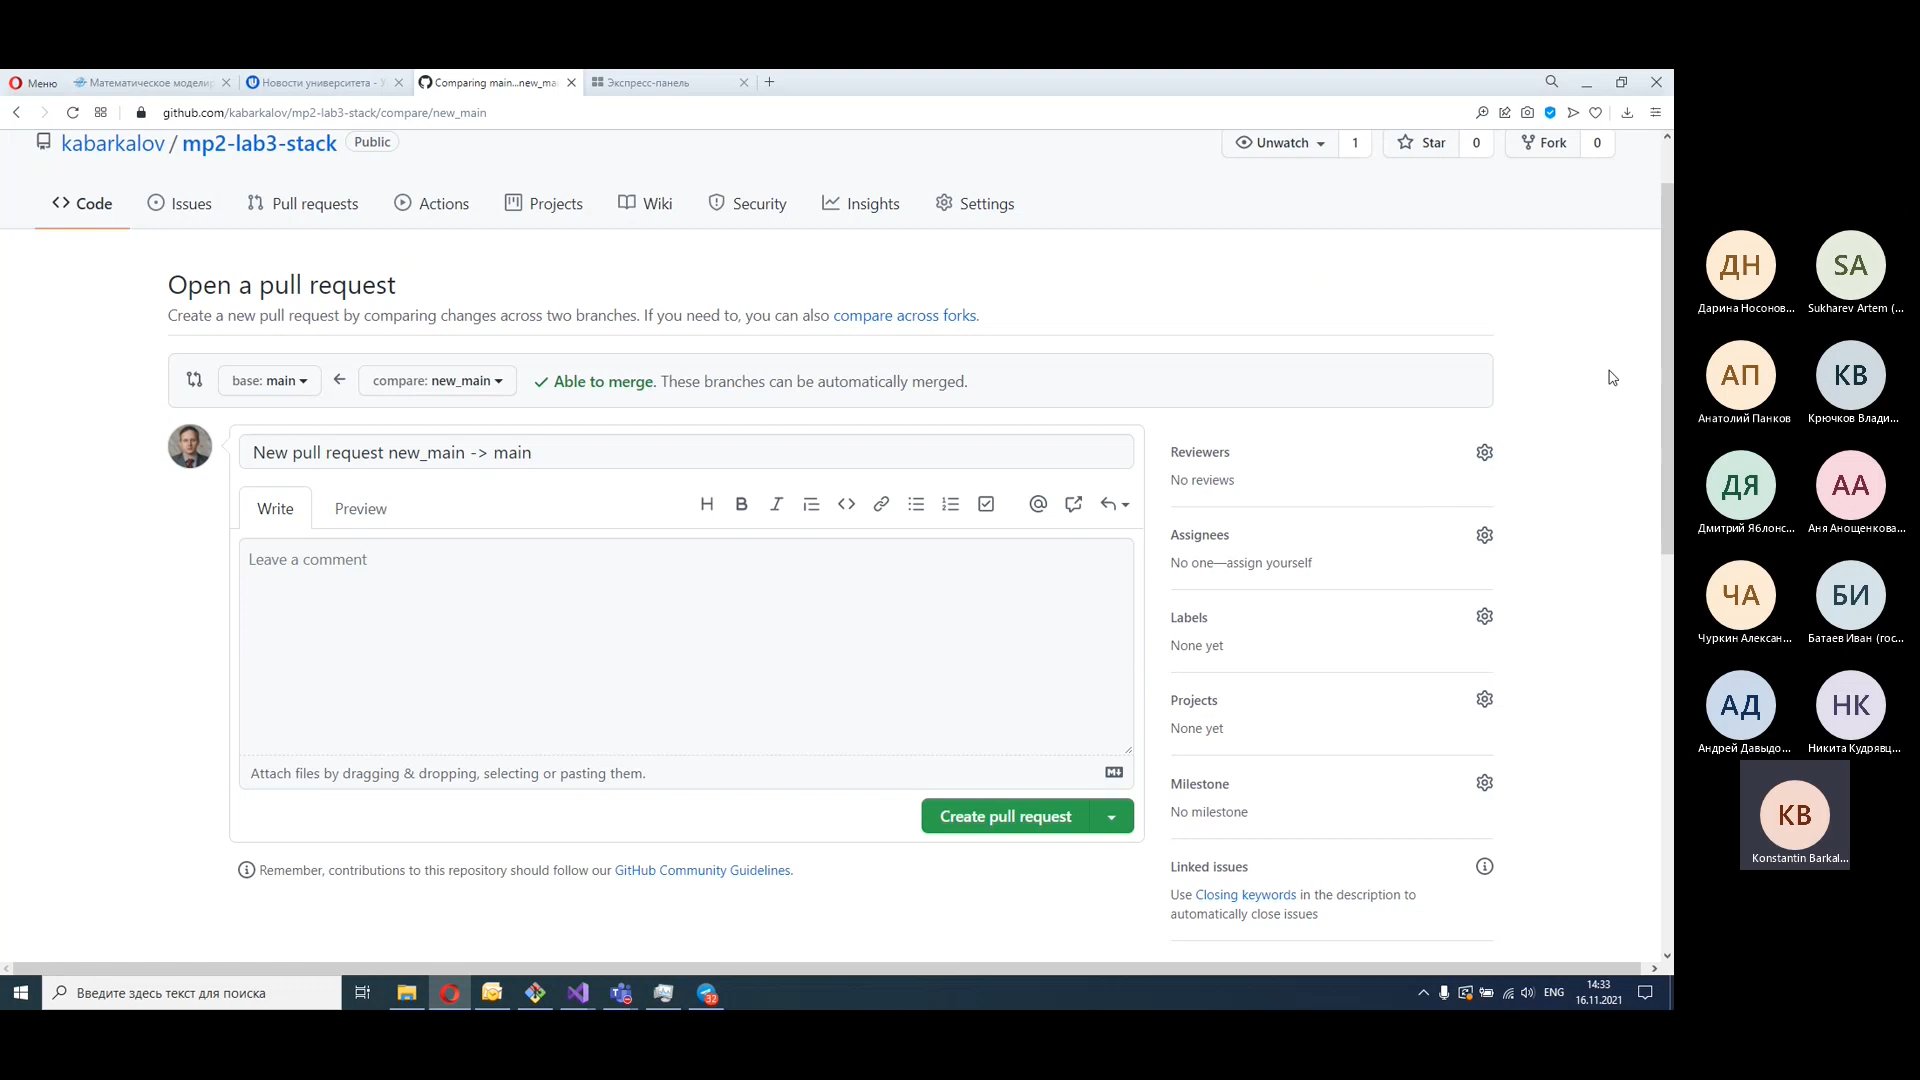 Меню
Математическое моделир
Новости университета - У
Comparing main...new_ma
Экспресс-панель
github.com/kabarkalov/mp2-lab3-stack/compare/new_main
kabarkalov / mp2-lab3-stack Public
Unwatch 1 Star 0 Fork 0
Code Issues Pull requests Actions Projects Wiki Security Insights Settings
Open a pull request
Create a new pull request by comparing changes across two branches. If you need to, you can also compare across forks.
base: main compare: new_main Able to merge. These branches can be automatically merged.
New pull request new_main -> main
Write Preview
Leave a comment
Attach files by dragging & dropping, selecting or pasting them.
Create pull request
Remember, contributions to this repository should follow our GitHub Community Guidelines.
Reviewers
No reviews
Assignees
No one—assign yourself
Labels
None yet
Projects
None yet
Milestone
No milestone
Linked issues
Use Closing keywords in the description to
automatically close issues
Введите здесь текст для поиска
32
ENG
14:33
16.11.2021
ДН SA
Дарина Носонов... Sukharev Artem (...
АП КВ
Анатолий Панков Крючков Влади...
ДЯ АА
Дмитрий Яблонс... Аня Анощенкова...
ЧА БИ
Чуркин Алексан... Батаев Иван (гос...
АД НК
Андрей Давыдо... Никита Кудрявц...
KB
Konstantin Barkal...